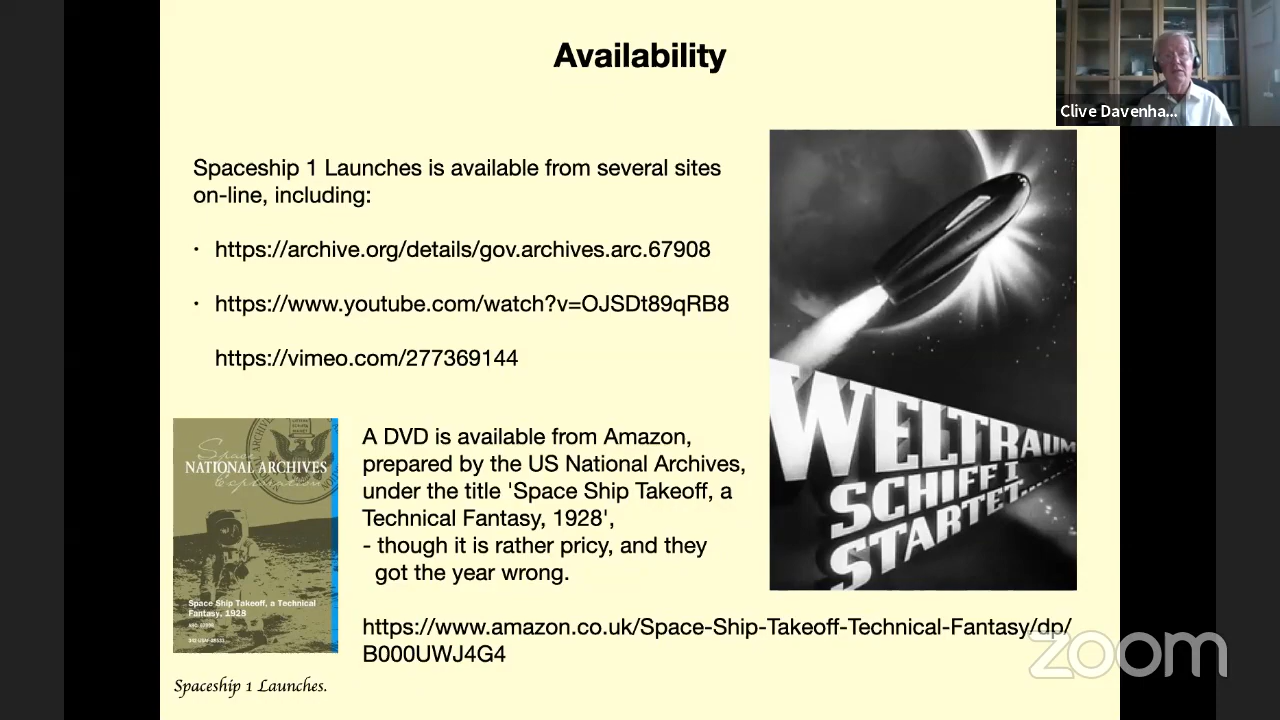 Availability
Clive Davenha...
Spaceship 1 Launches is available from several sites
on-line, including:
• https://archive.org/details/gov.archives.arc.67908
• https://www.youtube.com/watch?v=OJSDt89qRB8
https://vimeo.com/277369144
WELTRAUM
SCHIFF I
STARTET.....
Space
NATIONAL ARCHIVES
Exploration
Space Ship Takeoff, a Technical
Fantasy, 1928
A DVD is available from Amazon,
prepared by the US National Archives,
under the title 'Space Ship Takeoff, a
Technical Fantasy, 1928',
- though it is rather pricy, and they
got the year wrong.
https://www.amazon.co.uk/Space-Ship-Takeoff-Technical-Fantasy/dp/
B000UWJ4G4
Spaceship 1 Launches.
zoom